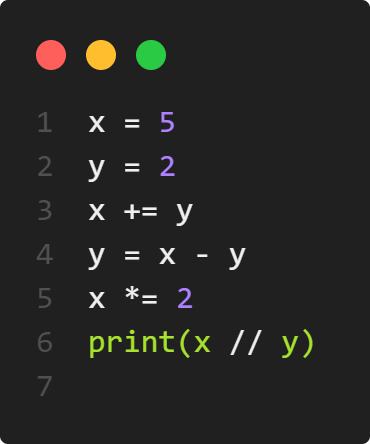 1 x = 5
2 y = 2
3 x += y
4 y = x - y
5 x *= 2
6 print(x // y)
7